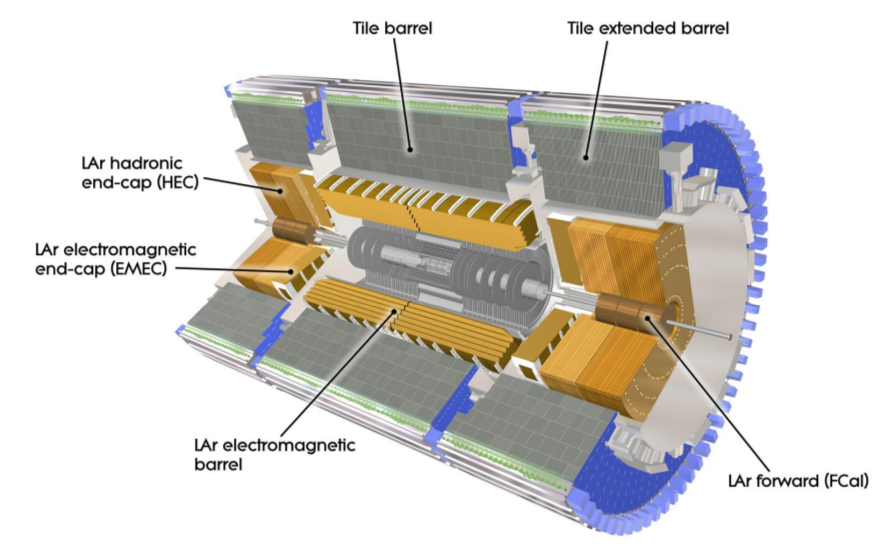 Tile barrel
Tile extended barrel
LAr hadronic
end-cap (HEC)
LAr electromagnetic
end-cap (EMEC)
LAr electromagnetic
barrel
LAr forward (FCal)